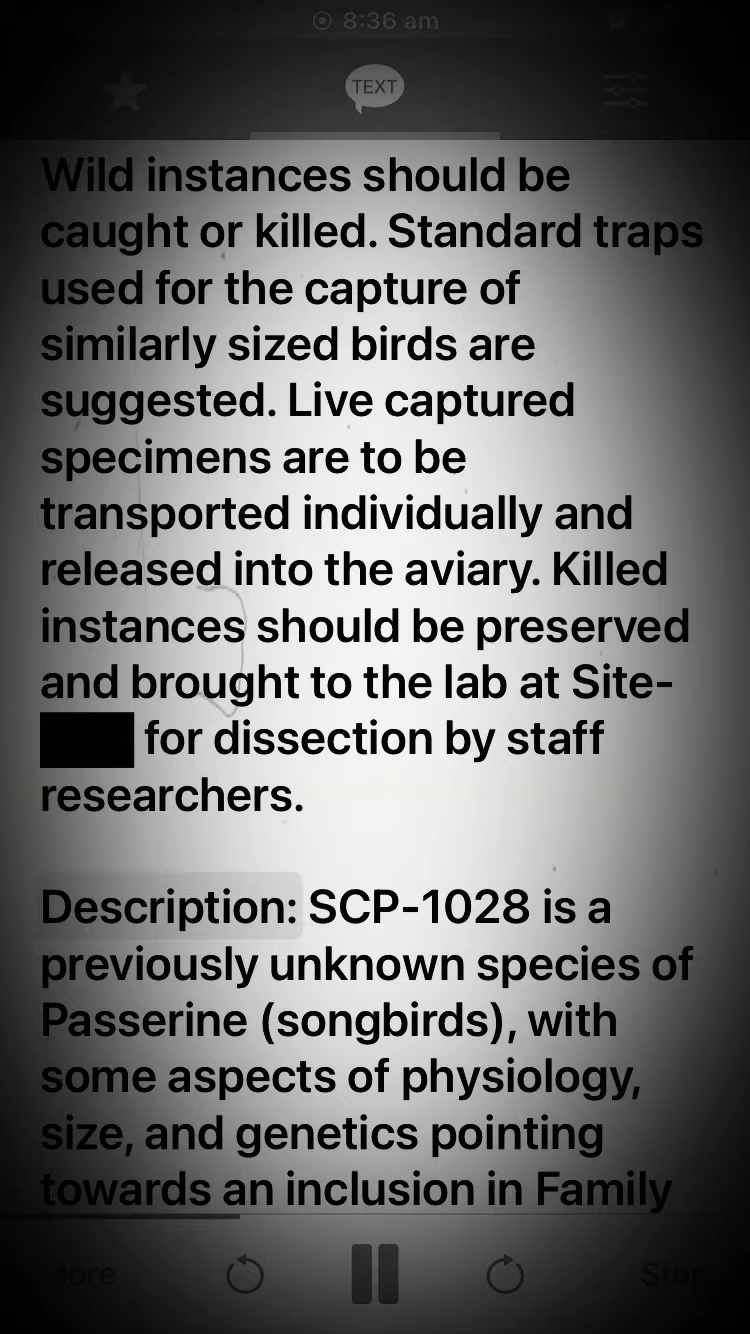 8:36 am
TEXT
Wild instances should be
caught or killed. Standard traps
used for the capture of
similarly sized birds are
suggested. Live captured
specimens are to be
transported individually and
released into the aviary. Killed
instances should be preserved
and brought to the lab at Site-
for dissection by staff
researchers.
Description: SCP-1028 is a
previously unknown species of
Passerine (songbirds), with
some aspects of physiology,
size, and genetics pointing
towards an inclusion in Family
More